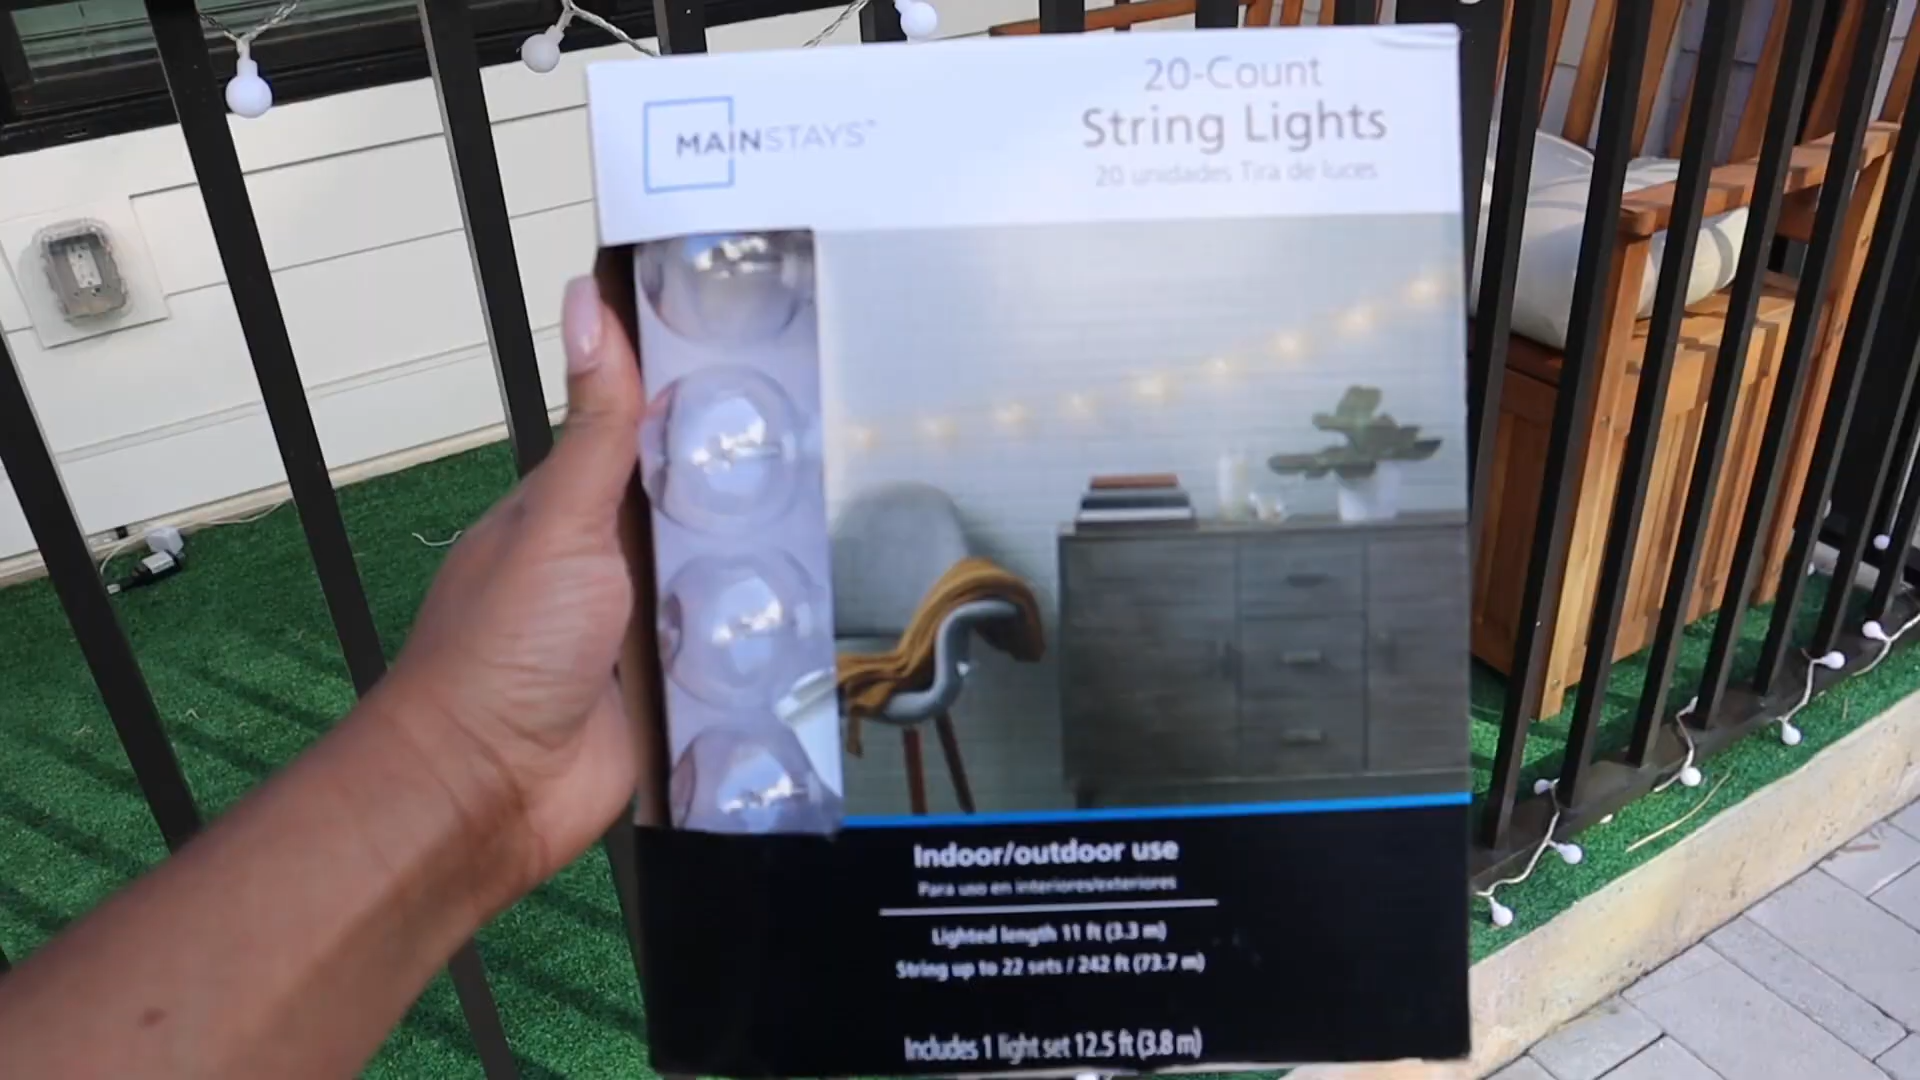 MAINSTAYS™
20-Count
String Lights
20 unidades Tira de luces
Indoor/outdoor use
Para uso en interiores/exteriores
Lighted length 11 ft (3.3 m)
String up to 22 sets / 242 ft (73.7 m)
Includes 1 light set 12.5 ft (3.8 m)